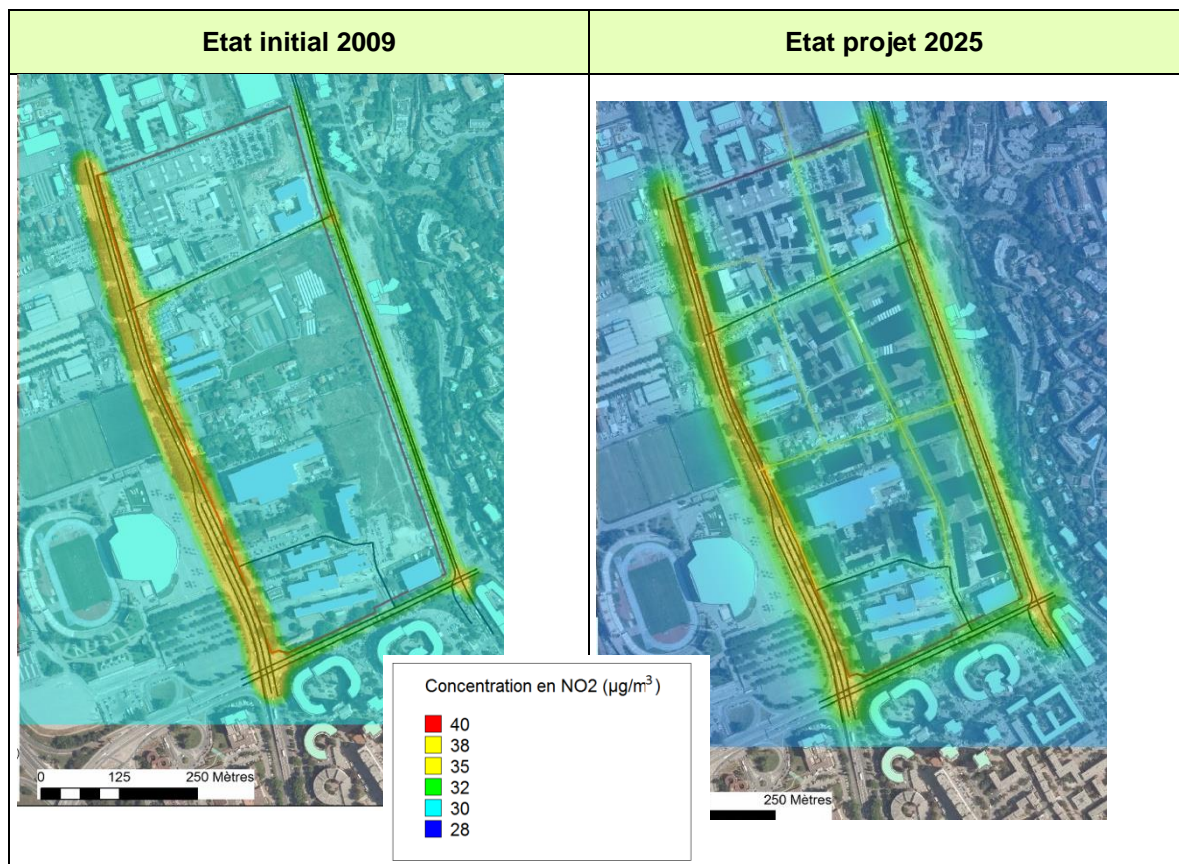 Etat initial 2009
Etat projet 2025
Concentration en NO2 (µg/m³)
40
38
35
32
30
28
0 125 250 Mètres
250 Mètres